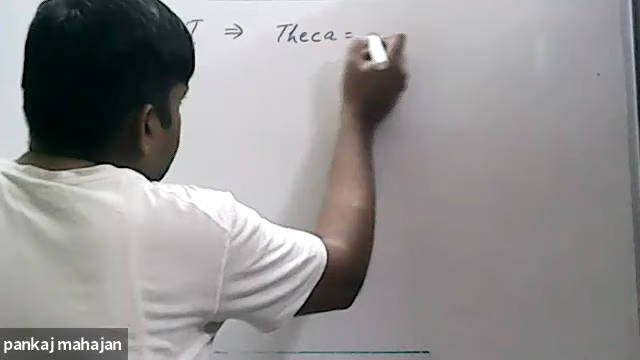 ⇒ Theca =
pankaj mahajan